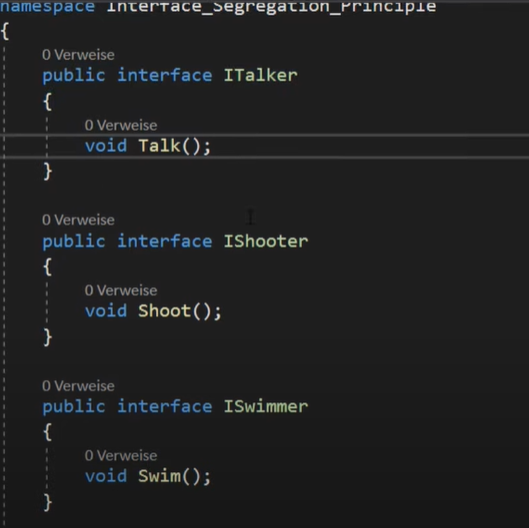 namespace Interface_Segregation_Principle
{
0 Verweise
public interface ITalker
{
0 Verweise
void Talk();
}
0 Verweise
public interface IShooter
{
0 Verweise
void Shoot();
}
0 Verweise
public interface ISwimmer
{
0 Verweise
void Swim();
}